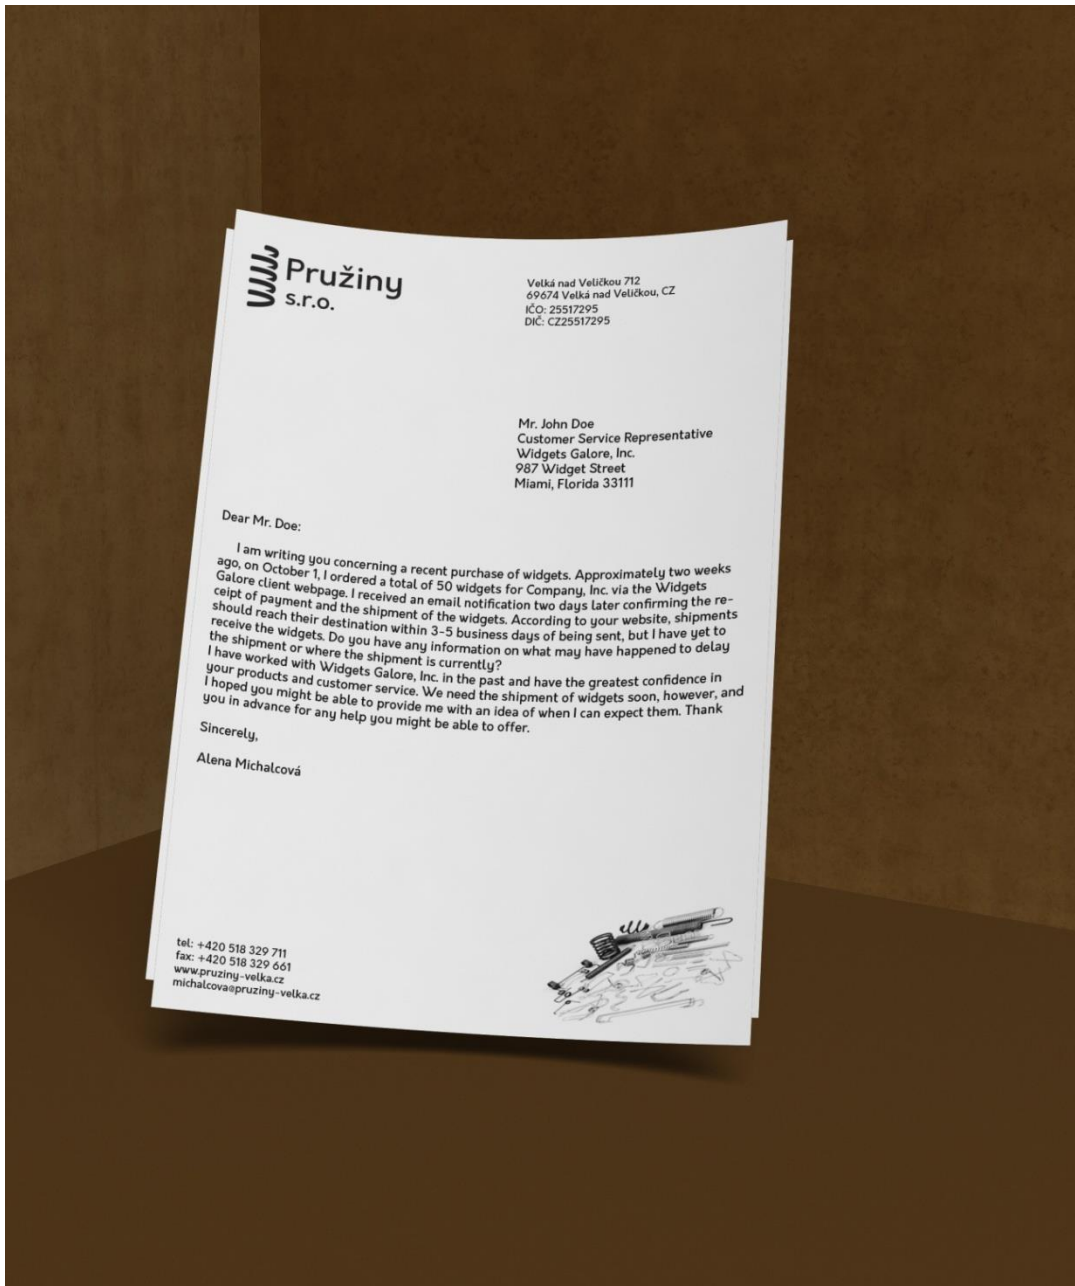 Pružiny
s.r.o.
Velká nad Veličkou 712
69674 Velká nad Veličkou, CZ
IČO: 25517295
DIČ: CZ25517295
Mr. John Doe
Customer Service Representative
Widgets Galore, Inc.
987 Widget Street
Miami, Florida 33111
Dear Mr. Doe:
I am writing you concerning a recent purchase of widgets. Approximately two weeks
ago, on October 1, I ordered a total of 50 widgets for Company, Inc. via the Widgets
Galore client webpage. I received an email notification two days later confirming the re-
ceipt of payment and the shipment of the widgets. According to your website, shipments
should reach their destination within 3-5 business days of being sent, but I have yet to
receive the widgets. Do you have any information on what may have happened to delay
the shipment or where the shipment is currently?
I have worked with Widgets Galore, Inc. in the past and have the greatest confidence in
your products and customer service. We need the shipment of widgets soon, however, and
I hoped you might be able to provide me with an idea of when I can expect them. Thank
you in advance for any help you might be able to offer.
Sincerely,
Alena Michalcová
tel: +420 518 329 711
fax: +420 518 329 661
www.pruziny-velka.cz
michalcova@pruziny-velka.cz